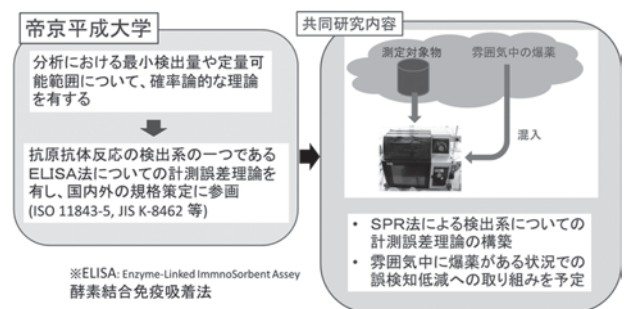 帝京平成大学
分析における最小検出量や定量可
能範囲について、確率論的な理論
を有する
抗原抗体反応の検出系の一つである
ELISA法についての計測誤差理論を
有し、国内外の規格策定に参画
(ISO 11843-5, JIS K-8462 等)
※ELISA: Enzyme-Linked ImmnoSorbent Assey
酵素結合免疫吸着法
共同研究内容
測定対象物
雰囲気中の爆薬
混入
・ SPR法による検出系についての
計測誤差理論の構築
・ 雰囲気中に爆薬がある状況での
誤検知低減への取り組みを予定